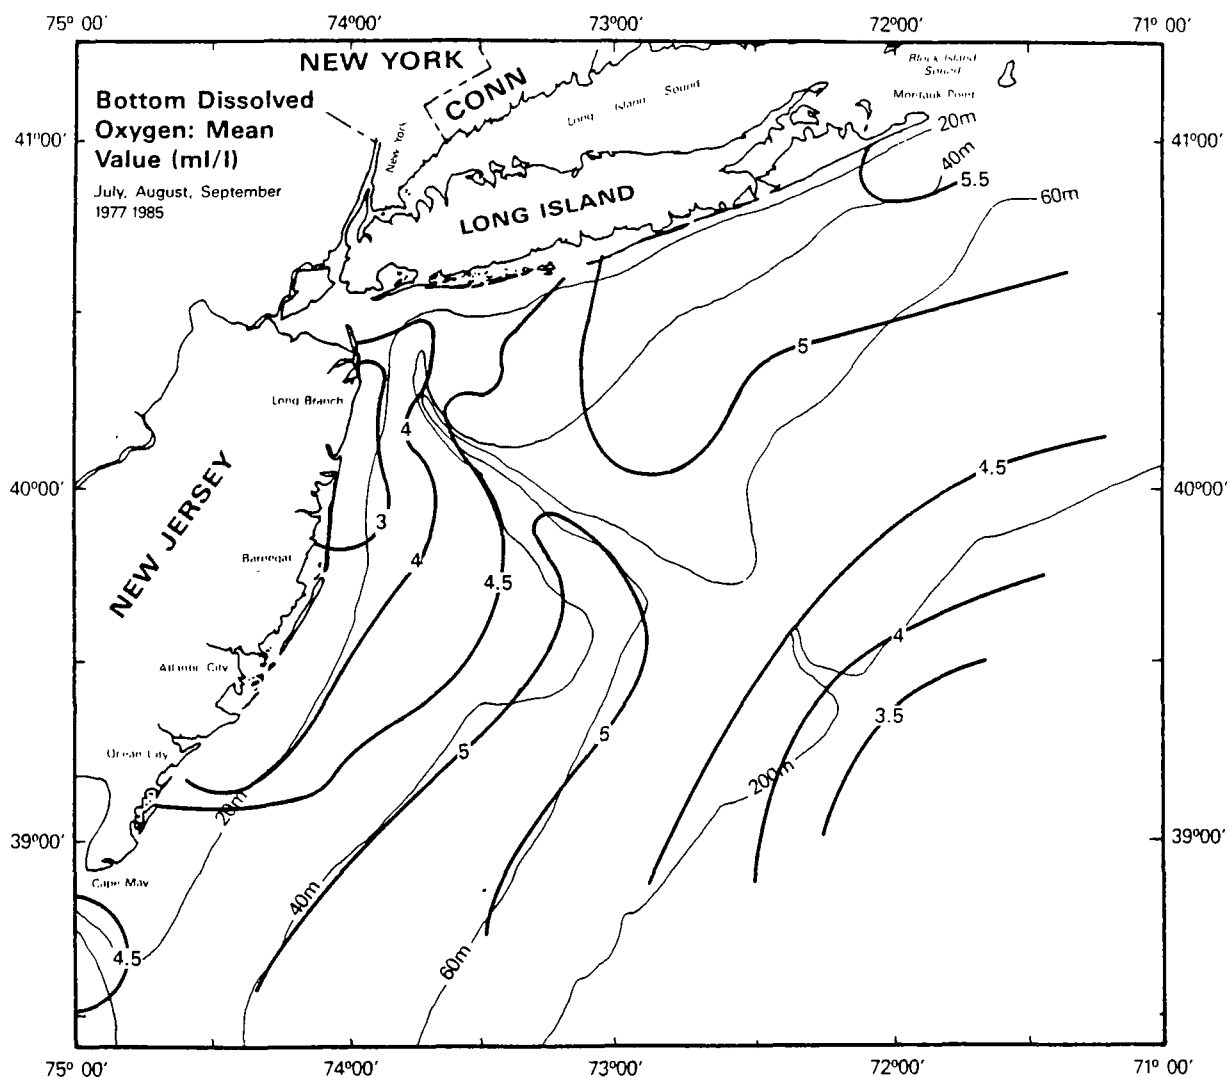 75° 00′ 74°00′ 73°00′ 72°00′ 71° 00′
NEW YORK
CONN
Block Island
Sound
Montauk Point
Long Island Sound
New York
Bottom Dissolved
Oxygen: Mean
Value (ml/l)
July, August, September
1977 1985
41°00′
41°00′
20m
40m
5.5
60m
LONG ISLAND
5
Long Branch
4
4.5
40°00′
40°00′
NEW JERSEY
3
Barnegat
4
4.5
4
Atlantic City
3.5
Ocean City
5
5
200m
20m
39°00′
39°00′
Cape May
40m
60m
4.5
75° 00′ 74°00′ 73°00′ 72°00′ 71° 00′